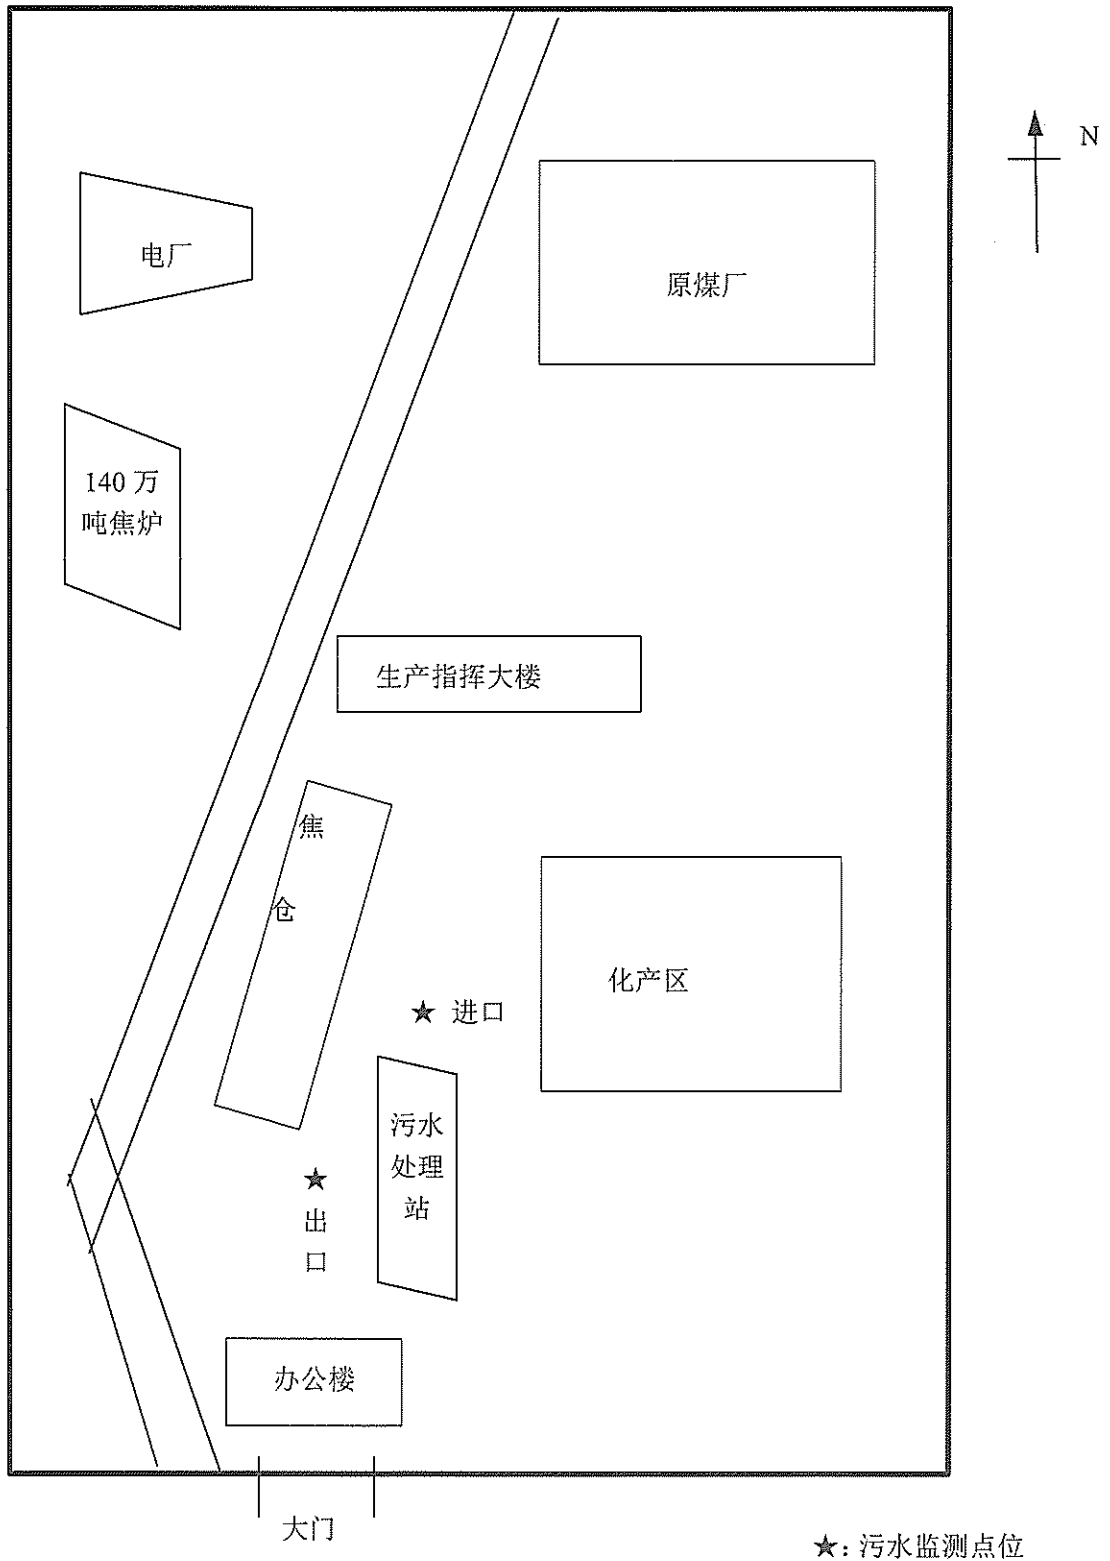 N
电厂
原煤厂
140 万
吨焦炉
生产指挥大楼
焦
仓
化产区
★ 进口
污水
处理
站
★
出
口
办公楼
大门
★: 污水监测点位